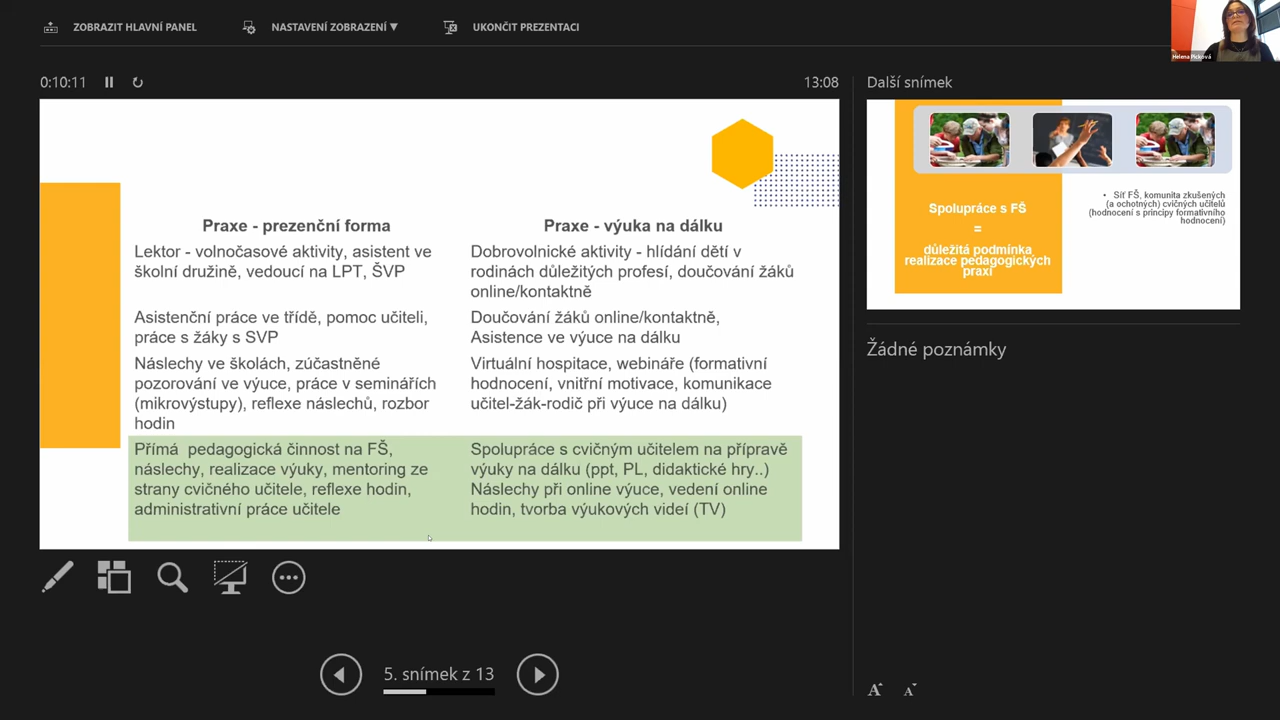 ZOBRAZIT HLAVNÍ PANEL
NASTAVENÍ ZOBRAZENÍ ▼
UKONČIT PREZENTACI
Helena Picková
0:10:11
13:08
Praxe - prezenční forma
Lektor - volnočasové aktivity, asistent ve
školní družině, vedoucí na LPT, ŠVP
Asistenční práce ve třídě, pomoc učiteli,
práce s žáky s SVP
Náslechy ve školách, zúčastněné
pozorování ve výuce, práce v seminářích
(mikrovýstupy), reflexe náslechů, rozbor
hodin
Přímá pedagogická činnost na FŠ,
náslechy, realizace výuky, mentoring ze
strany cvičného učitele, reflexe hodin,
administrativní práce učitele
Praxe - výuka na dálku
Dobrovolnické aktivity - hlídání dětí v
rodinách důležitých profesí, doučování žáků
online/kontaktně
Doučování žáků online/kontaktně,
Asistence ve výuce na dálku
Virtuální hospitace, webináře (formativní
hodnocení, vnitřní motivace, komunikace
učitel-žák-rodič při výuce na dálku)
Spolupráce s cvičným učitelem na přípravě
výuky na dálku (ppt, PL, didaktické hry..)
Náslechy při online výuce, vedení online
hodin, tvorba výukových videí (TV)
5. snímek z 13
Další snímek
Spolupráce s FŠ
=
důležitá podmínka
realizace pedagogických
praxí
• Síť FŠ, komunita zkušených
(a ochotných) cvičných učitelů
(hodnocení s principy formativního
hodnocení)
Žádné poznámky
A
A